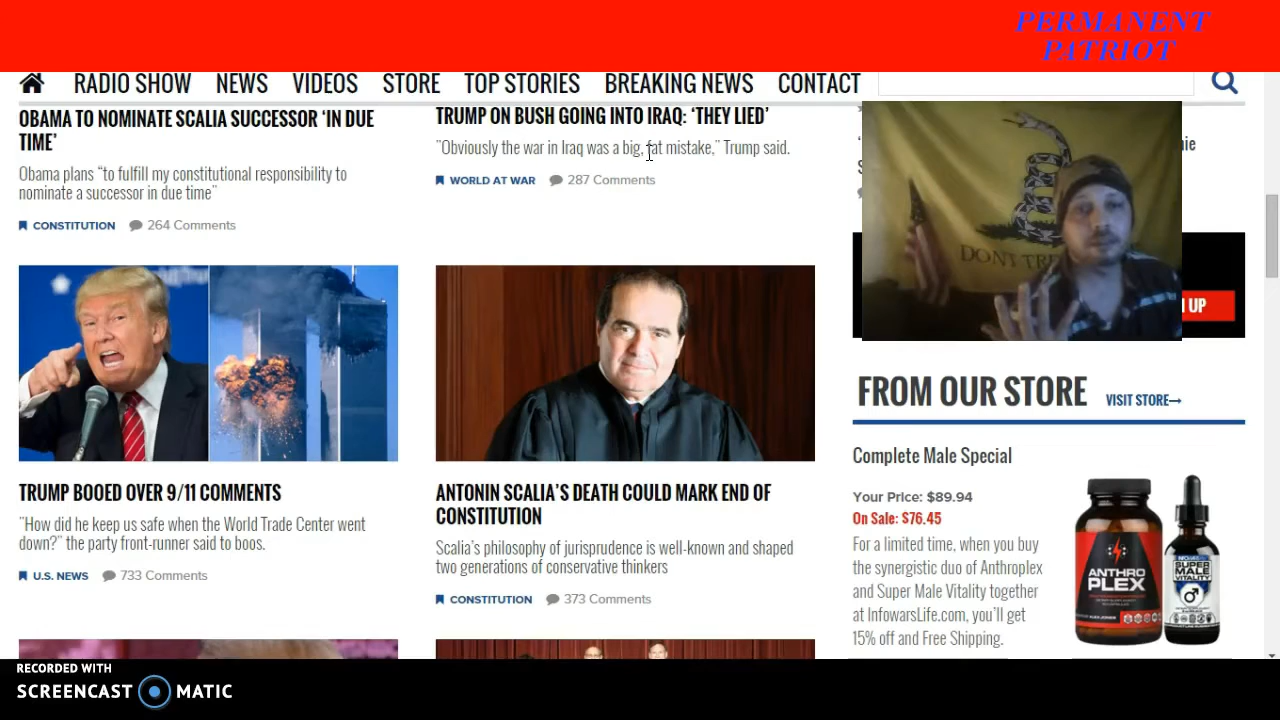 PERMANENT
PATRIOT
RADIO SHOW NEWS VIDEOS STORE TOP STORIES BREAKING NEWS CONTACT
OBAMA TO NOMINATE SCALIA SUCCESSOR ‘IN DUE
TIME’
Obama plans “to fulfill my constitutional responsibility to
nominate a successor in due time”
CONSTITUTION 264 Comments
TRUMP ON BUSH GOING INTO IRAQ: ‘THEY LIED’
"Obviously the war in Iraq was a big, fat mistake," Trump said.
WORLD AT WAR 287 Comments
DON'T TRE
UP
TRUMP BOOED OVER 9/11 COMMENTS
"How did he keep us safe when the World Trade Center went
down?" the party front-runner said to boos.
U.S. NEWS 733 Comments
ANTONIN SCALIA’S DEATH COULD MARK END OF
CONSTITUTION
Scalia’s philosophy of jurisprudence is well-known and shaped
two generations of conservative thinkers
CONSTITUTION 373 Comments
FROM OUR STORE VISIT STORE→
Complete Male Special
Your Price: $89.94
On Sale: $76.45
For a limited time, when you buy
the synergistic duo of Anthroplex
and Super Male Vitality together
at InfowarsLife.com, you’ll get
15% off and Free Shipping.
ANTHRO
PLEX
SUPER
MALE
VITALITY
RECORDED WITH
SCREENCAST MATIC